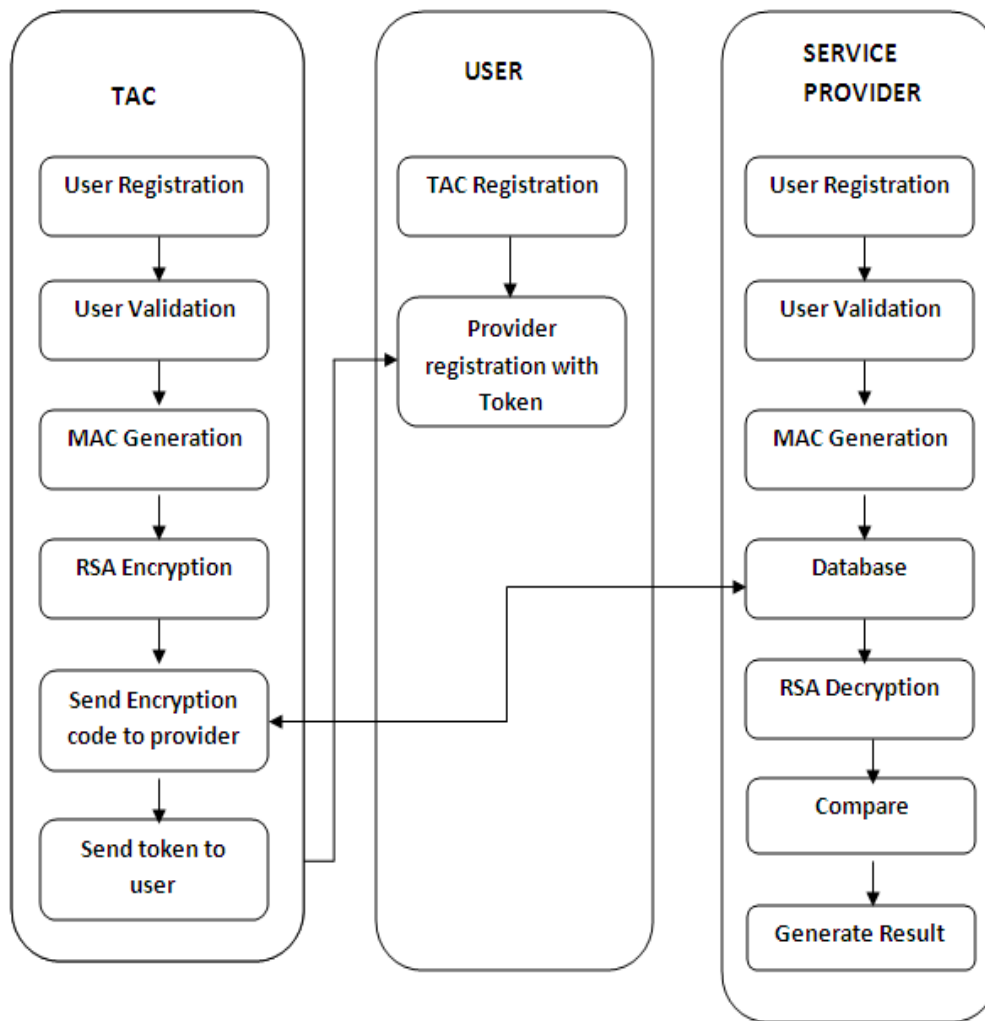 TAC
User Registration
User Validation
MAC Generation
RSA Encryption
Send Encryption
code to provider
Send token to
user
USER
TAC Registration
Provider
registration with
Token
SERVICE
PROVIDER
User Registration
User Validation
MAC Generation
Database
RSA Decryption
Compare
Generate Result